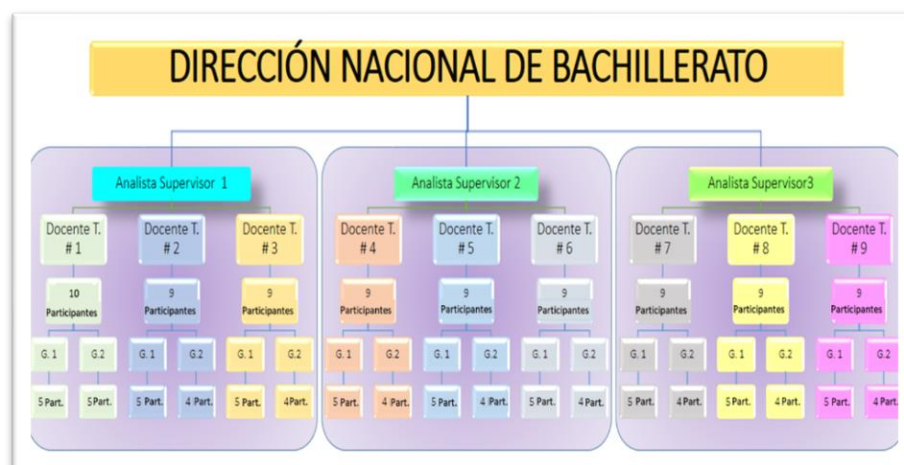 DIRECCIÓN NACIONAL DE BACHILLERATO
Analista Supervisor 1
Analista Supervisor 2
Analista Supervisor3
Docente T.
# 1
Docente T.
# 2
Docente T.
# 3
Docente T.
# 4
Docente T.
# 5
Docente T.
# 6
Docente T.
# 7
Docente T.
# 8
Docente T.
# 9
10
Participantes
9
Participantes
9
Participantes
9
Participantes
9
Participantes
9
Participantes
9
Participantes
9
Participantes
9
Participantes
G. 1
G.2
G. 1
G.2
G. 1
G.2
G. 1
G.2
G. 1
G.2
G. 1
G.2
G. 1
G.2
G. 1
G.2
G. 1
G.2
5 Part.
5Part.
5 Part.
4 Part.
5 Part.
4Part.
5 Part.
4 Part.
5 Part.
4 Part.
5 Part.
4 Part.
5 Part.
4 Part.
5 Part.
4 Part.
5 Part.
4 Part.